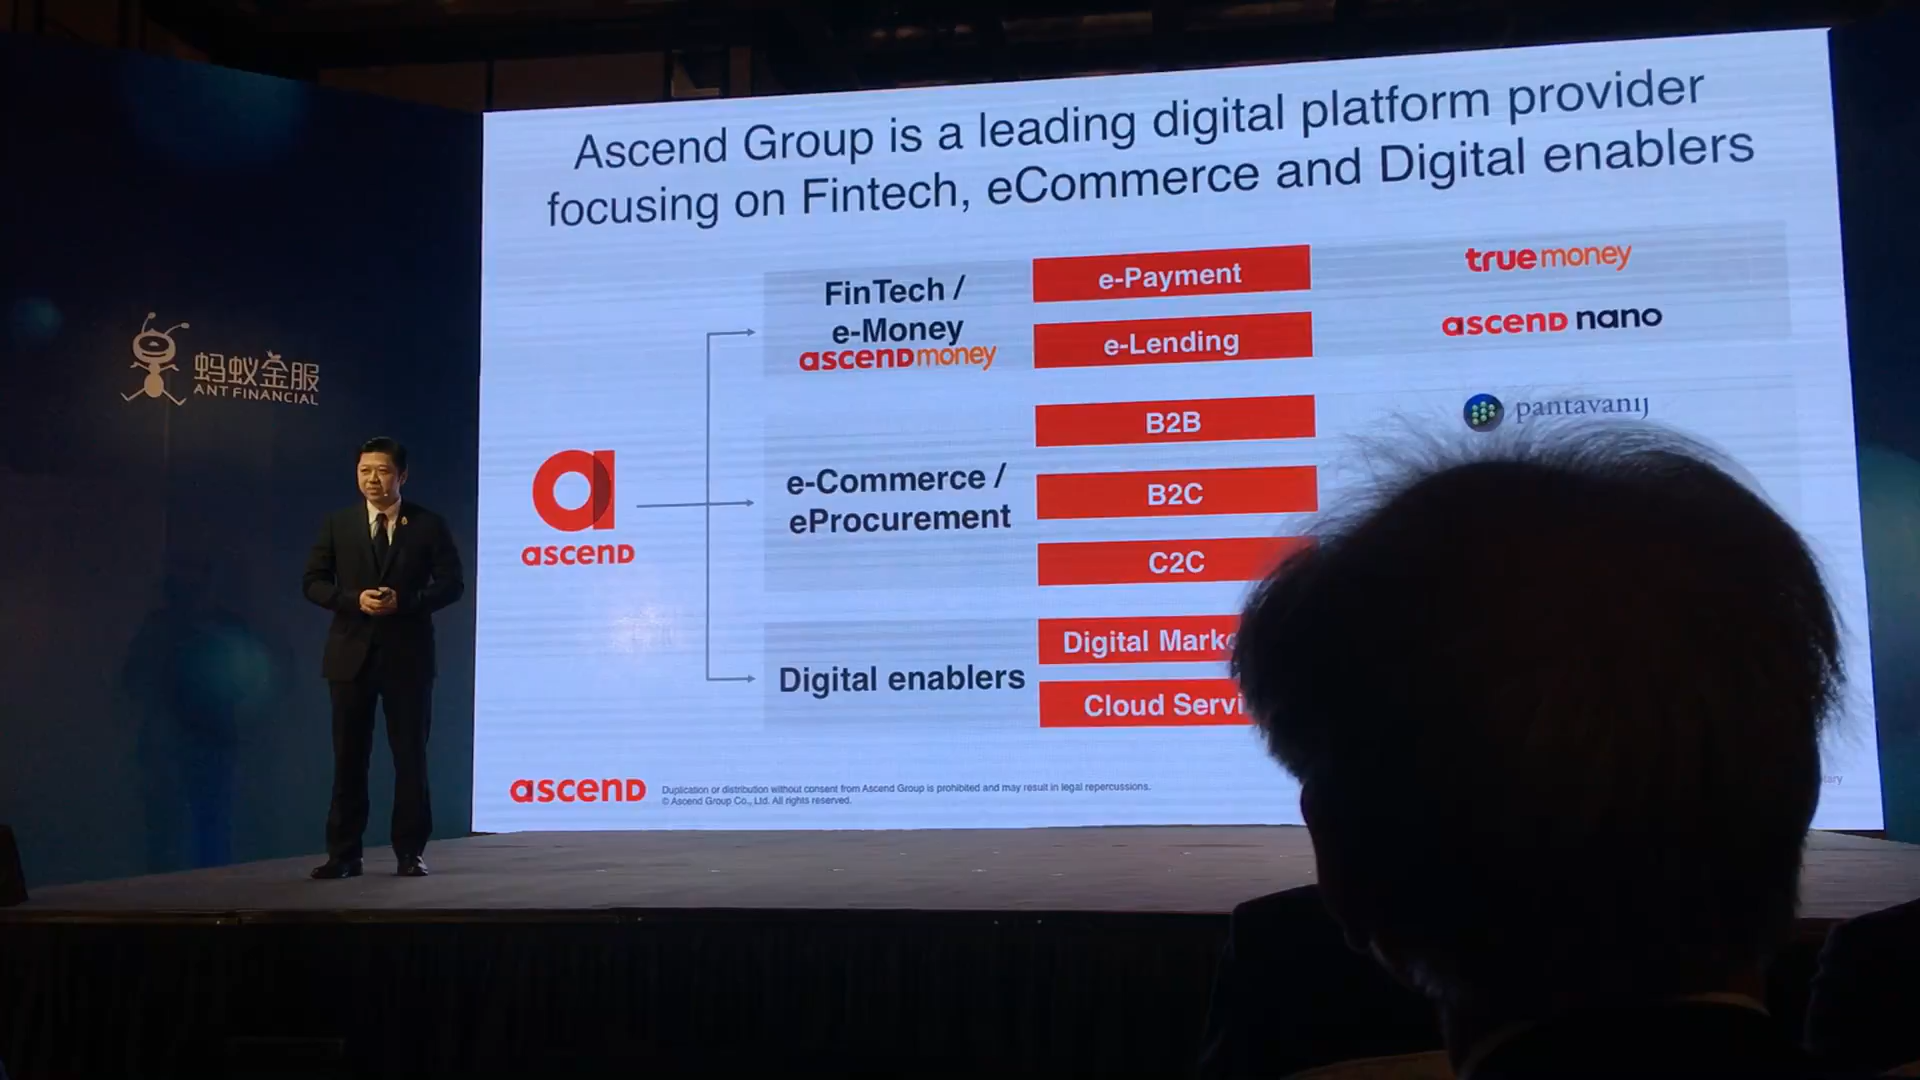 Ascend Group is a leading digital platform provider
focusing on Fintech, eCommerce and Digital enablers
FinTech /
e-Money
ascend money
e-Payment
truemoney
e-Lending
ascend nano
e-Commerce /
eProcurement
B2B
pantavanij
B2C
C2C
Digital enablers
Digital
Cloud
ascend
ascend
Duplication or distribution without consent from Ascend Group is prohibited and may result in legal repercussions.
© Ascend Group Co., Ltd. All rights reserved.
蚂蚁金服
ANT FINANCIAL